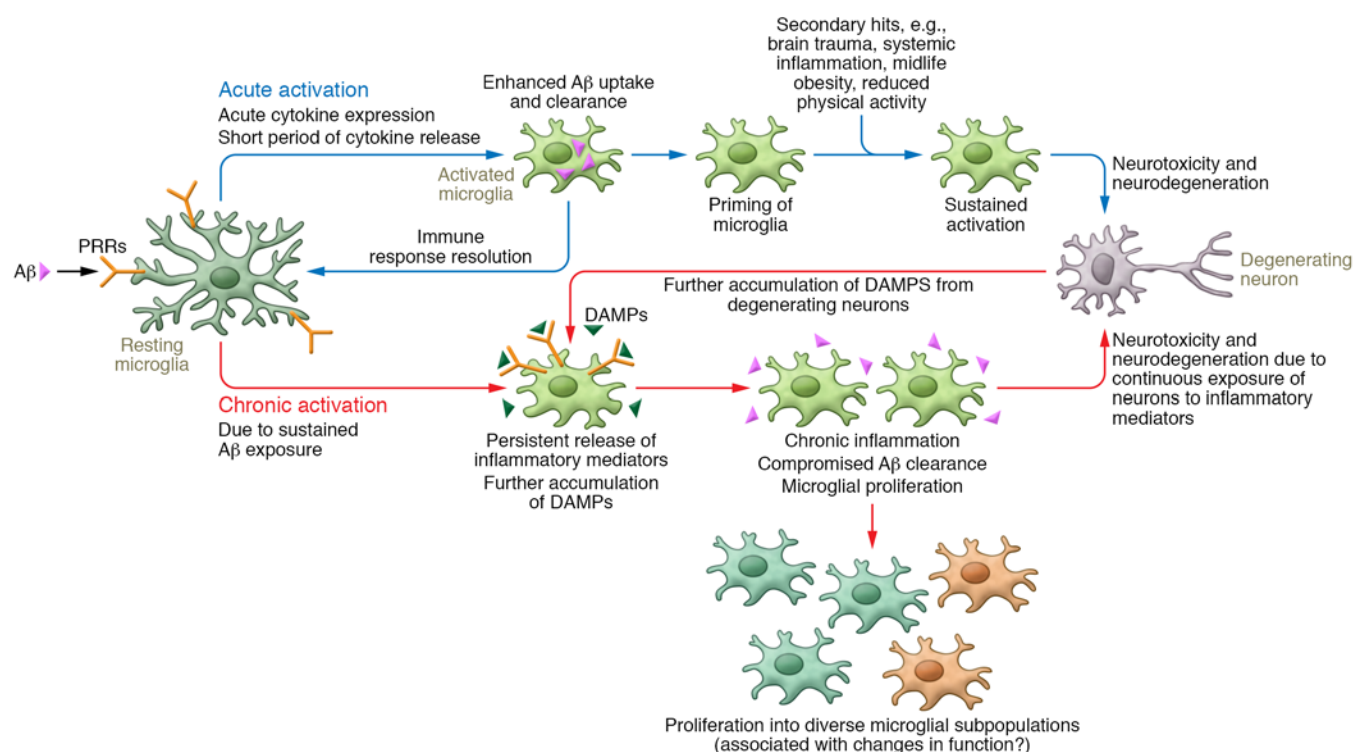 Secondary hits, e.g.,
brain trauma, systemic
inflammation, midlife
obesity, reduced
physical activity
Enhanced Aβ uptake
and clearance
Acute activation
Acute cytokine expression
Short period of cytokine release
Activated
microglia
Priming of
microglia
Sustained
activation
Neurotoxicity and
neurodegeneration
Immune
response resolution
PRRs
Aβ
Resting
microglia
Degenerating
neuron
Further accumulation of DAMPS from
degenerating neurons
DAMPs
Chronic activation
Due to sustained
Aβ exposure
Persistent release of
inflammatory mediators
Further accumulation
of DAMPs
Chronic inflammation
Compromised Aβ clearance
Microglial proliferation
Neurotoxicity and
neurodegeneration due to
continuous exposure of
neurons to inflammatory
mediators
Proliferation into diverse microglial subpopulations
(associated with changes in function?)